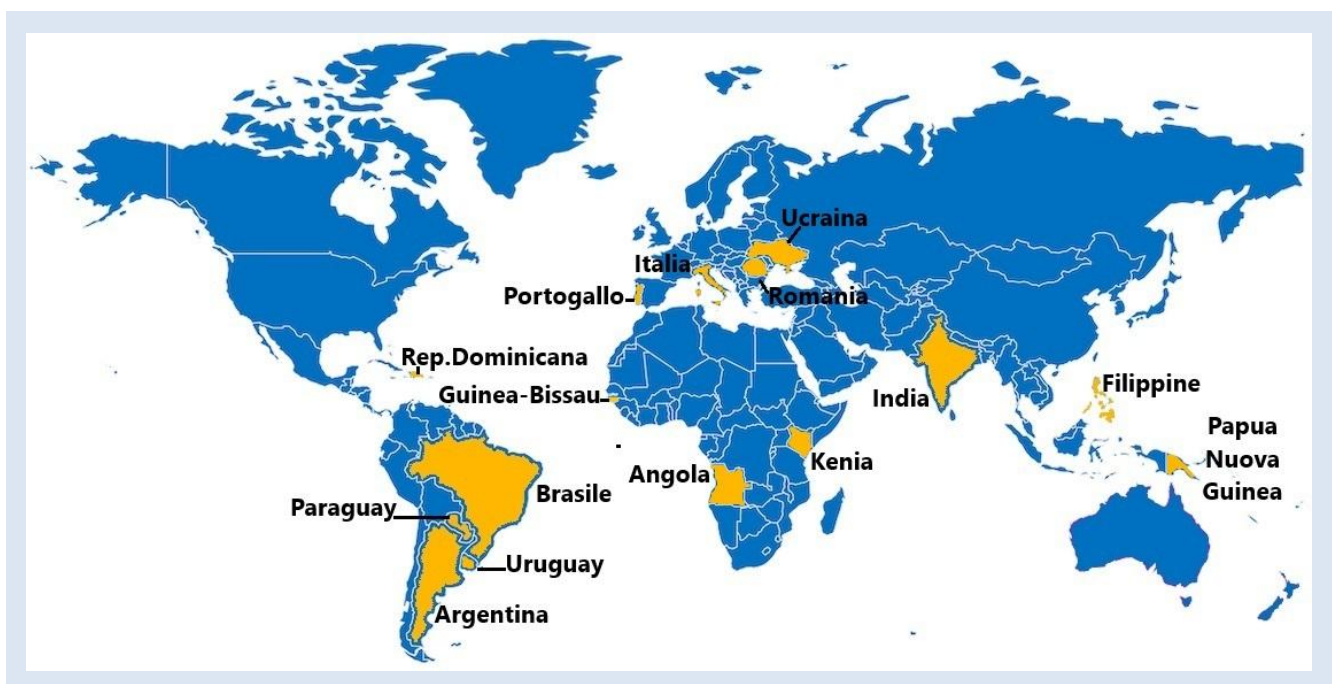 Ucraina
Italia
Portogallo
Romania
Rep.Dominicana
Guinea-Bissau
India
Filippine
Papua
Nuova
Guinea
Angola
Kenia
Brasile
Paraguay
Uruguay
Argentina